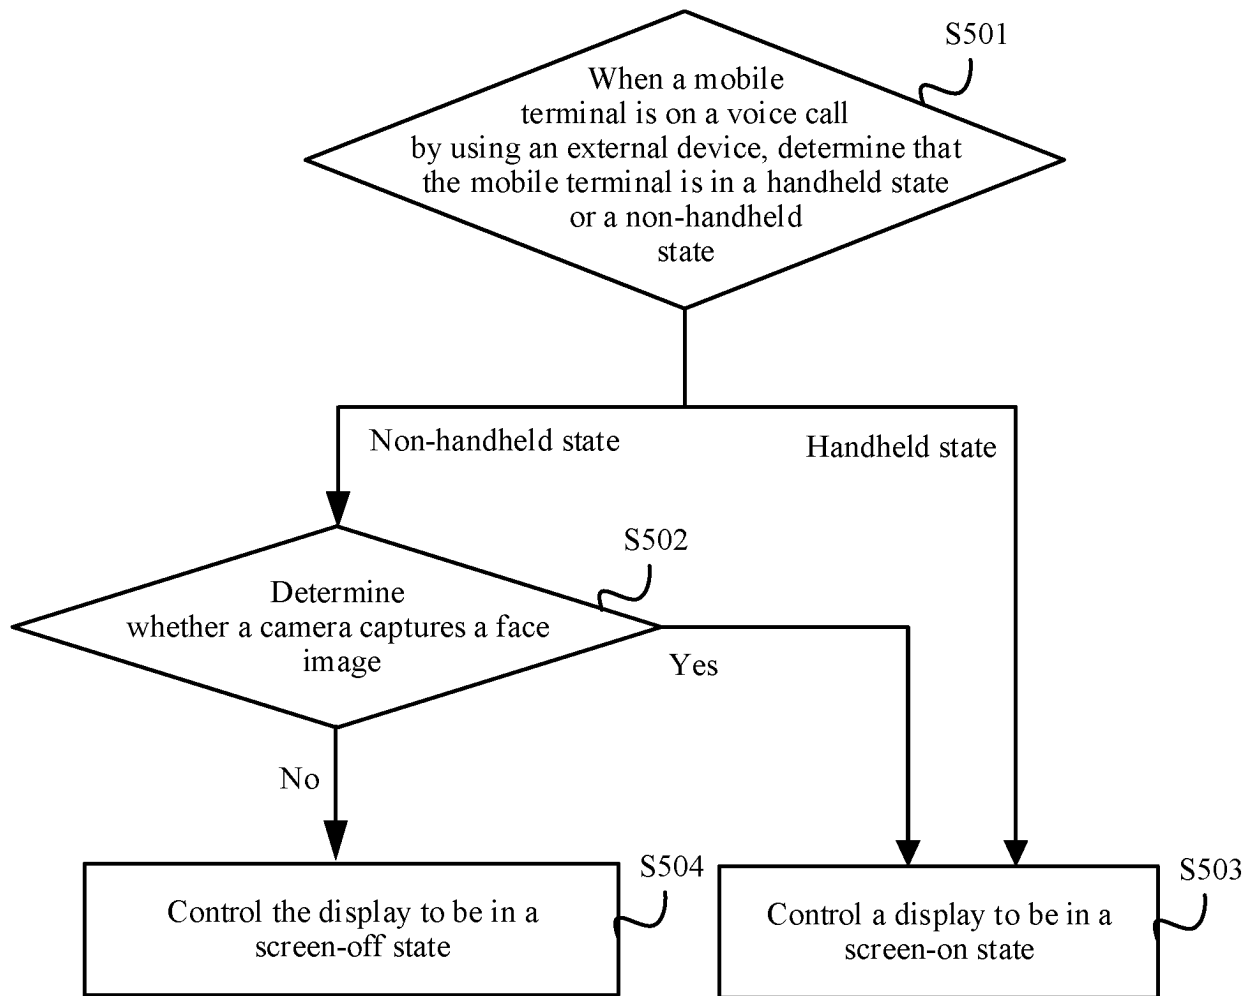 S501
When a mobile
terminal is on a voice call
by using an external device, determine that
the mobile terminal is in a handheld state
or a non-handheld
state
Non-handheld state
Handheld state
S502
Determine
whether a camera captures a face
image
Yes
No
S504
Control the display to be in a
screen-off state
S503
Control a display to be in a
screen-on state